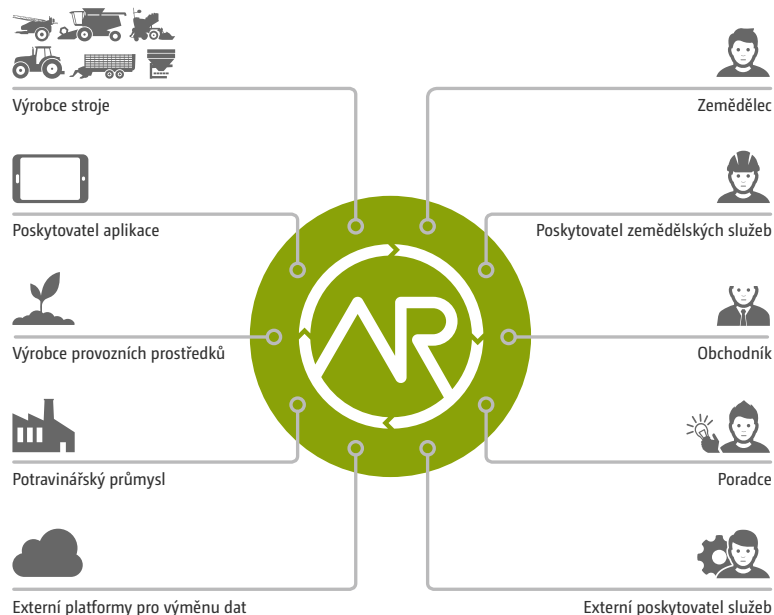 Výrobce stroje
Zemědělec
Poskytovatel aplikace
Poskytovatel zemědělských služeb
AR
Výrobce provozních prostředků
Obchodník
Potravinářský průmysl
Poradce
Externí platformy pro výměnu dat
Externí poskytovatel služeb